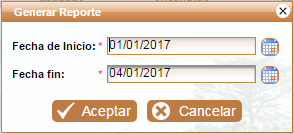 Generar Reporte
Fecha de Inicio: * 01/01/2017
Fecha fin: * 04/01/2017
Aceptar Cancelar